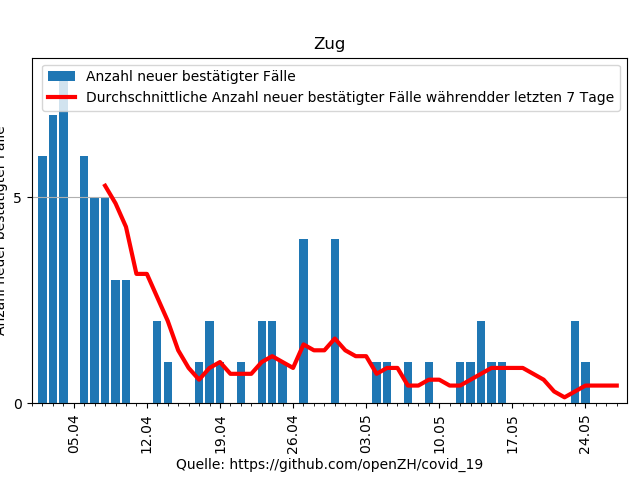 Zug
Anzahl neuer bestätigter Fälle
Durchschnittliche Anzahl neuer bestätigter Fälle währendder letzten 7 Tage
Anzahl neuer bestätigter Fälle
5
0
05.04
12.04
19.04
26.04
03.05
10.05
17.05
24.05
Quelle: https://github.com/openZH/covid_19